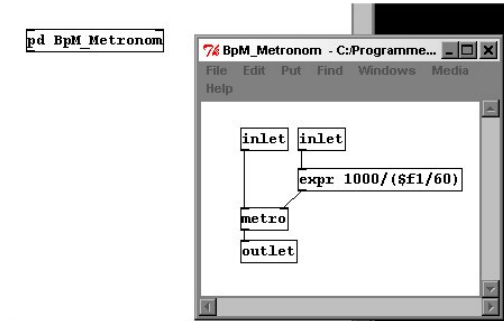 pd BpM_Metronom
BpM_Metronom - C:/Programme...
File Edit Put Find Windows Media
Help
inlet inlet
expr 1000/($f1/60)
metro
outlet